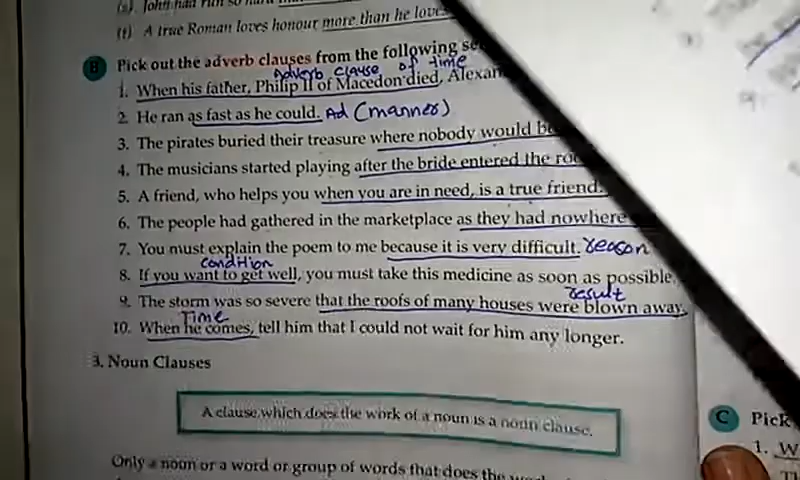 (s) John had run so hard
(t) A true Roman loves honour more than he loves
B Pick out the adverb clauses from the following
Adverb clause of time
1. When his father, Philip II of Macedon died,
2. He ran as fast as he could. Ad (manner)
3. The pirates buried their treasure where nobody would
4. The musicians started playing after the bride entered the
5. A friend, who helps you when you are in need, is a true friend.
6. The people had gathered in the marketplace as they had nowhere
7. You must explain the poem to me because it is very difficult. reason
condition
8. If you want to get well, you must take this medicine as soon as possible.
result
9. The storm was so severe that the roofs of many houses were blown away.
Time
10. When he comes, tell him that I could not wait for him any longer.
3. Noun Clauses
A clause which does the work of a noun is a noun clause.
C Pick
1. W
Only a noun or a word or group of words that does the